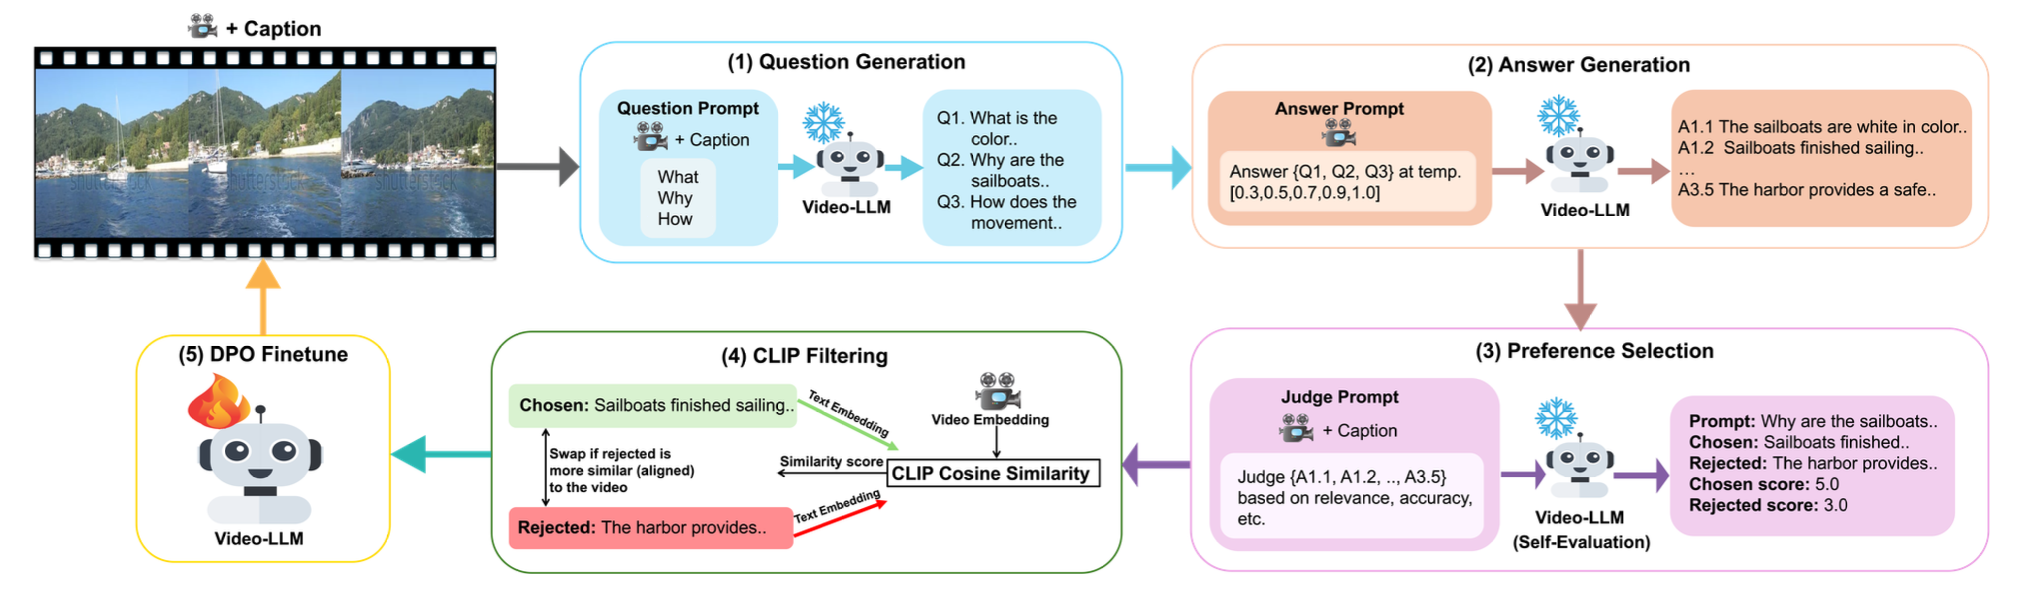 + Caption
shutterstock
shutterstock
shutterstock
(1) Question Generation
Question Prompt
+ Caption
What
Why
How
Video-LLM
Q1. What is the
color..
Q2. Why are the
sailboats..
Q3. How does the
movement..
(2) Answer Generation
Answer Prompt
Answer {Q1, Q2, Q3} at temp.
[0.3,0.5,0.7,0.9,1.0]
Video-LLM
A1.1 The sailboats are white in color..
A1.2 Sailboats finished sailing..
...
A3.5 The harbor provides a safe..
(3) Preference Selection
Judge Prompt
+ Caption
Judge {A1.1, A1.2, .., A3.5}
based on relevance, accuracy,
etc.
Video-LLM
(Self-Evaluation)
Prompt: Why are the sailboats..
Chosen: Sailboats finished..
Rejected: The harbor provides..
Chosen score: 5.0
Rejected score: 3.0
(4) CLIP Filtering
Chosen: Sailboats finished sailing..
Text Embedding
Video Embedding
Swap if rejected is
more similar (aligned)
to the video
Similarity score
CLIP Cosine Similarity
Text Embedding
Rejected: The harbor provides..
(5) DPO Finetune
Video-LLM